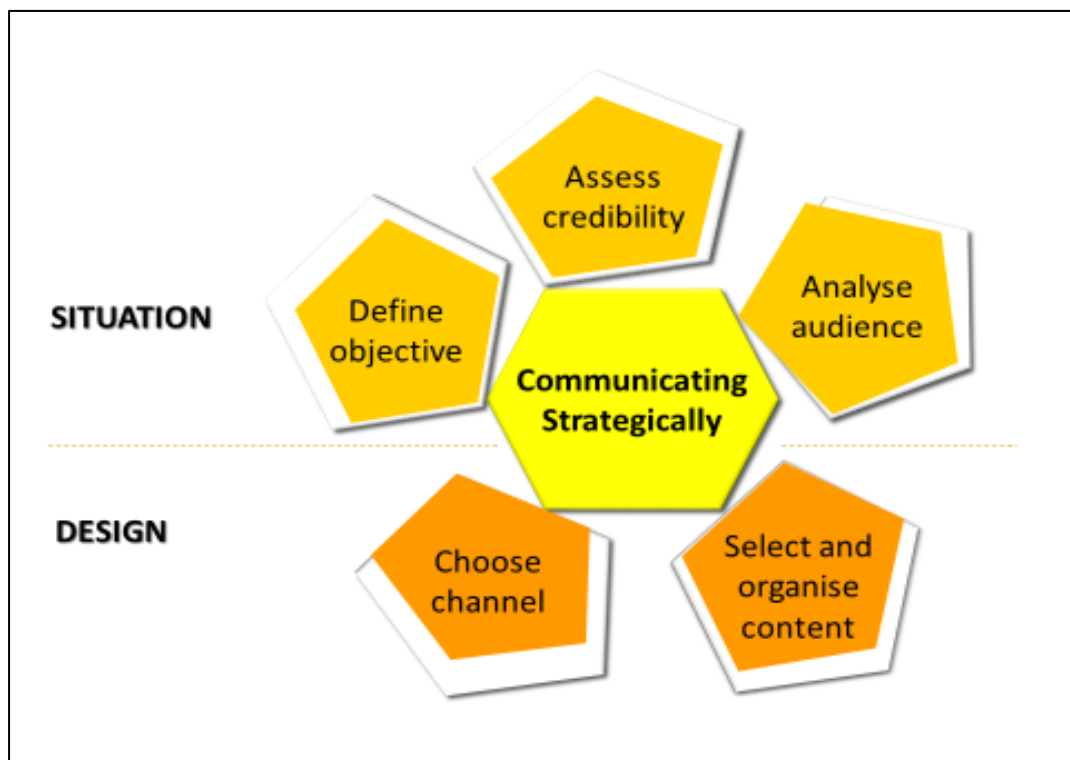 Assess
credibility
Define
objective
Analyse
audience
SITUATION
Communicating
Strategically
DESIGN
Choose
channel
Select and
organise
content